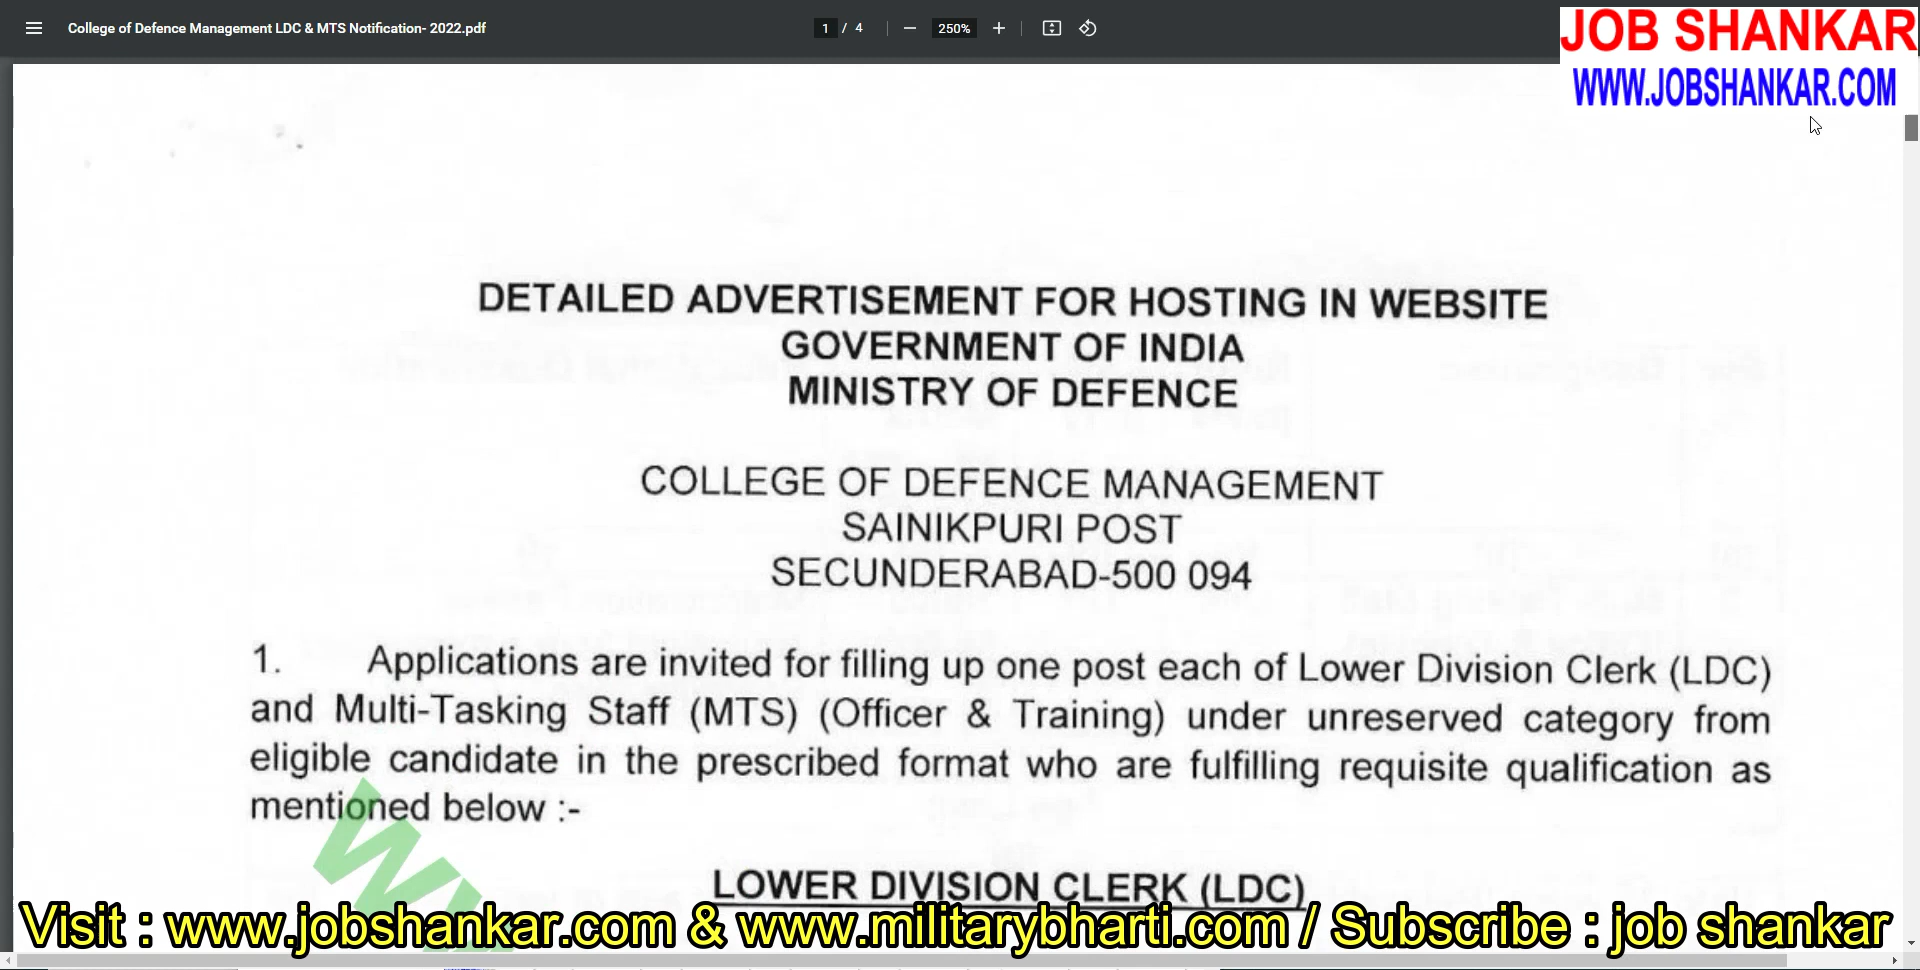 College of Defence Management LDC & MTS Notification- 2022.pdf
1 / 4
250%
JOB SHANKAR
WWW.JOBSHANKAR.COM
DETAILED ADVERTISEMENT FOR HOSTING IN WEBSITE
GOVERNMENT OF INDIA
MINISTRY OF DEFENCE
COLLEGE OF DEFENCE MANAGEMENT
SAINIKPURI POST
SECUNDERABAD-500 094
1. Applications are invited for filling up one post each of Lower Division Clerk (LDC)
and Multi-Tasking Staff (MTS) (Officer & Training) under unreserved category from
eligible candidate in the prescribed format who are fulfilling requisite qualification as
mentioned below :-
LOWER DIVISION CLERK (LDC)
Visit : www.jobshankar.com & www.militarybharti.com / Subscribe : job shankar